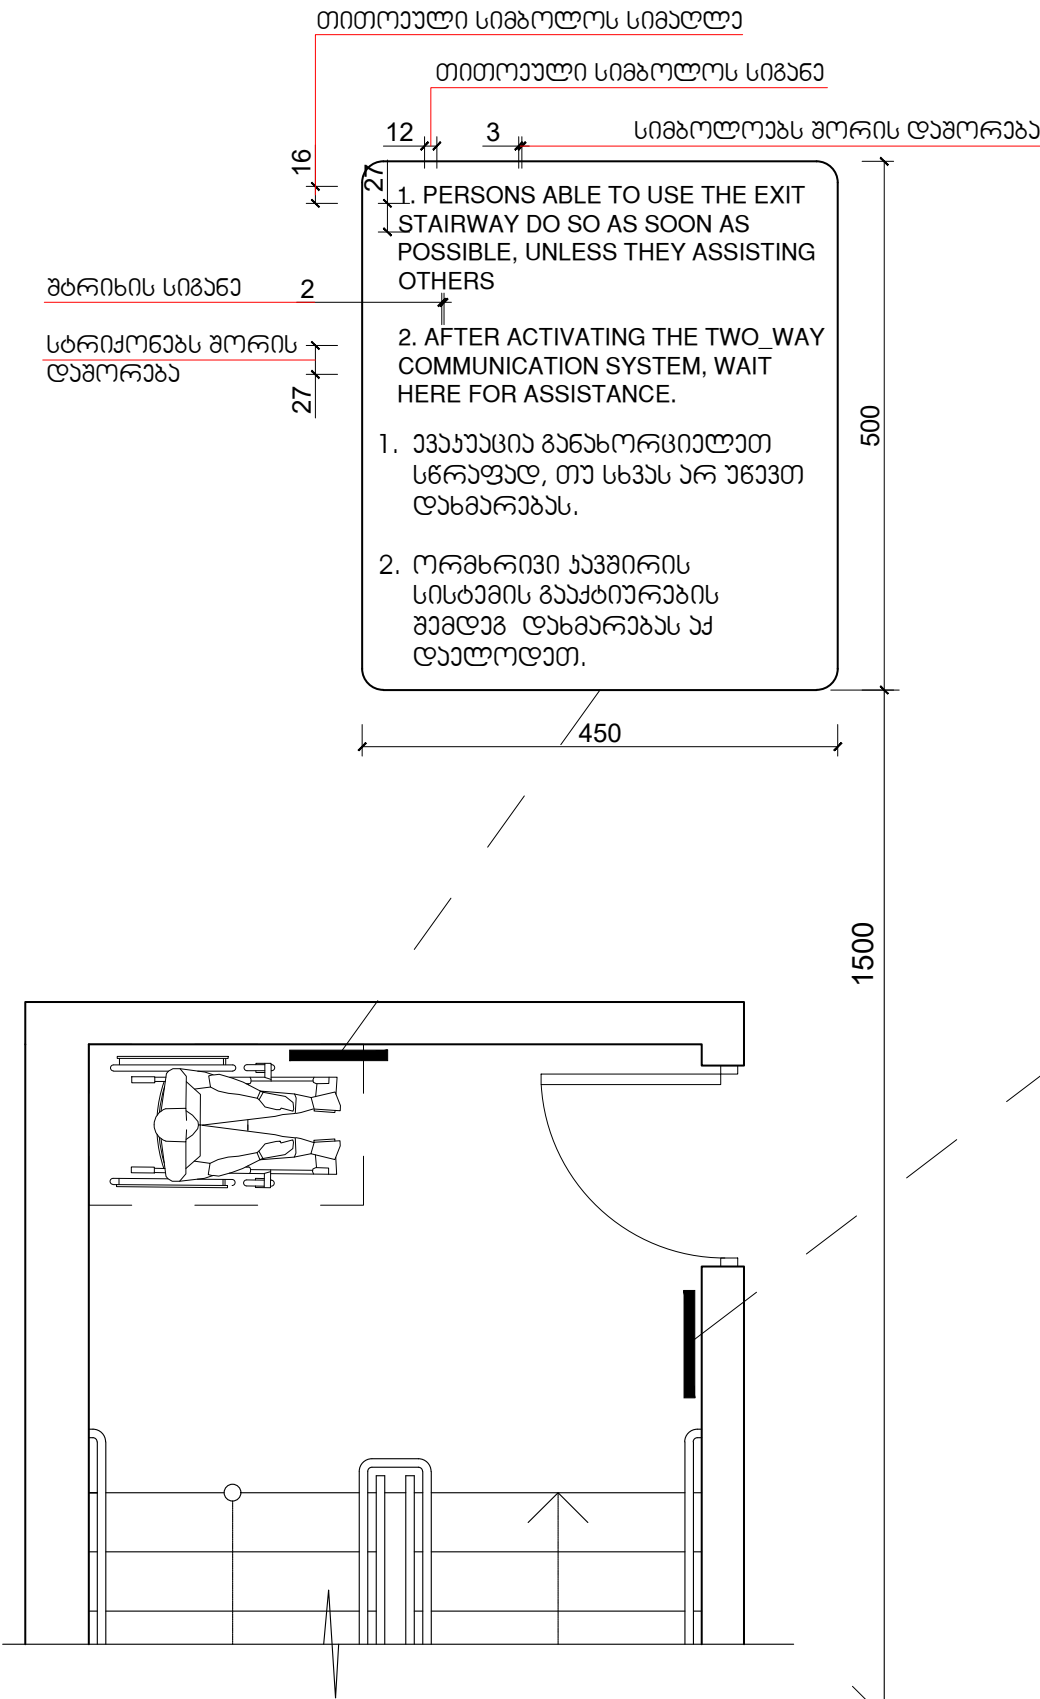 თითოეული სიმბოლოს სიმაღლე
თითოეული სიმბოლოს სიგანე
12
3
სიმბოლოებს შორის დაშორება
16
27
1. PERSONS ABLE TO USE THE EXIT
STAIRWAY DO SO AS SOON AS
POSSIBLE, UNLESS THEY ASSISTING
OTHERS
შტრიხის სიგანე
2
2. AFTER ACTIVATING THE TWO_WAY
COMMUNICATION SYSTEM, WAIT
HERE FOR ASSISTANCE.
სტრიქონებს შორის
დაშორება
27
500
1. ევაკუაცია განახორციელეთ
სწრაფად, თუ სხვას არ უწევთ
დახმარებას.
2. ორმხრივი კავშირის
სისტემის გააქტიურების
შემდეგ დახმარებას აქ
დაელოდეთ.
450
1500